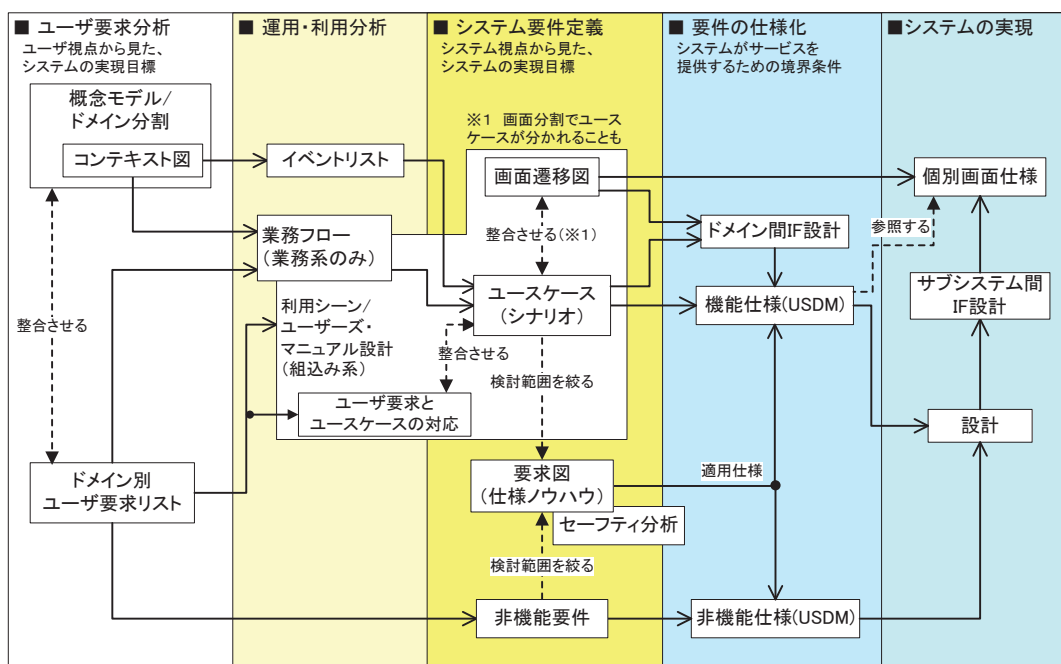 ■ ユーザ要求分析
ユーザ視点から見た、
システムの実現目標
■ 運用・利用分析
■ システム要件定義
システム視点から見た、
システムの実現目標
■ 要件の仕様化
システムがサービスを
提供するための境界条件
■システムの実現
概念モデル/
ドメイン分割
コンテキスト図
イベントリスト
※1 画面分割でユース
ケースが分かれることも
画面遷移図
個別画面仕様
業務フロー
(業務系のみ)
整合させる(※1)
ドメイン間IF設計
参照する
利用シーン/
ユーザーズ・
マニュアル設計
(組込み系)
ユースケース
(シナリオ)
機能仕様(USDM)
サブシステム間
IF設計
整合させる
整合させる
検討範囲を絞る
ユーザ要求と
ユースケースの対応
設計
ドメイン別
ユーザ要求リスト
要求図
(仕様ノウハウ)
適用仕様
セーフティ分析
検討範囲を絞る
非機能要件
非機能仕様(USDM)